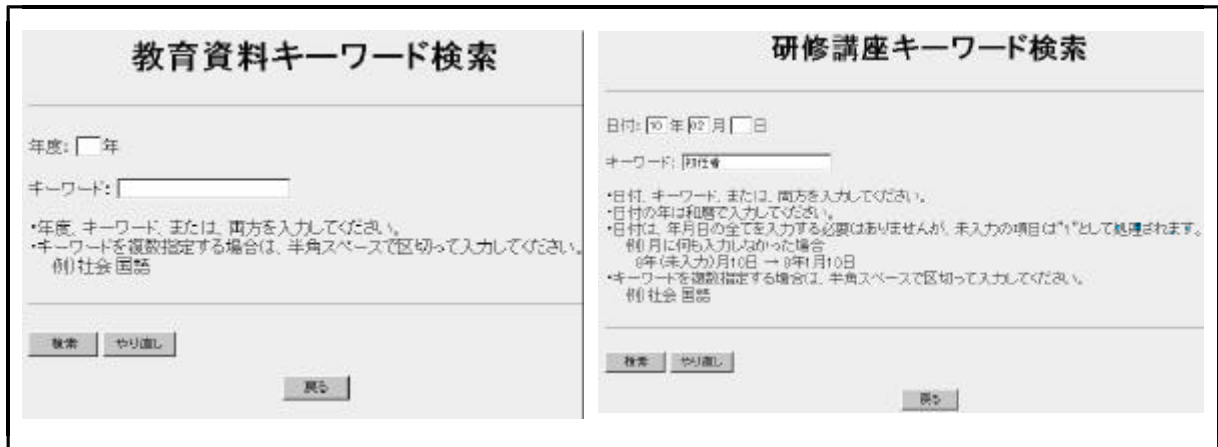 教育資料キーワード検索
年度: 年
キーワード:
・年度、キーワード、または、両方を入力してください。
・キーワードを複数指定する場合は、半角スペースで区切って入力してください。
例) 社会 国語
検索 やり直し
戻る
研修講座キーワード検索
日付: 10 年 02 月 日
キーワード: 初任者
・日付、キーワード、または、両方を入力してください。
・日付の年は和暦で入力してください。
・日付は、年月日の全てを入力する必要はありませんが、未入力の項目は"1"として処理されます。
例) 月に何も入力しなかった場合
9年(未入力)月10日 → 9年1月10日
・キーワードを複数指定する場合は、半角スペースで区切って入力してください。
例) 社会 国語
検索 やり直し
戻る